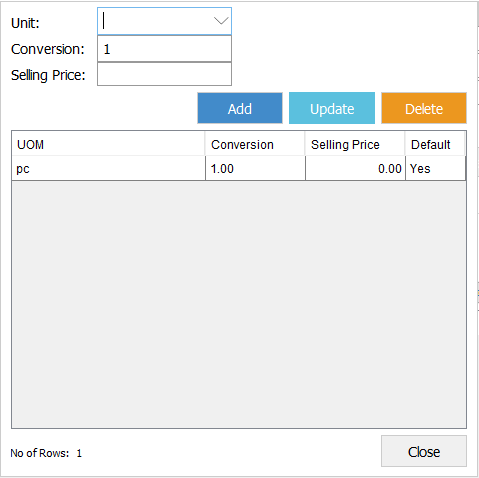 Unit:
Conversion: 1
Selling Price:
Add Update Delete
UOM Conversion Selling Price Default
pc 1.00 0.00 Yes
No of Rows: 1 Close